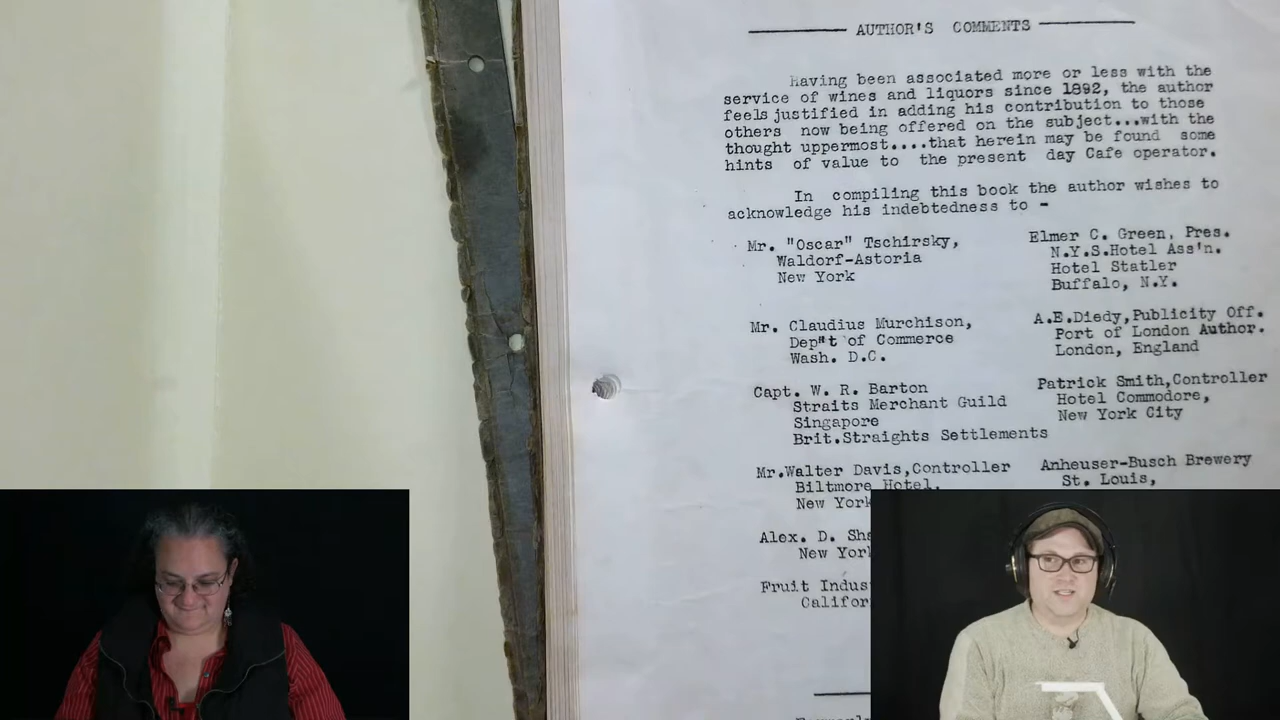 AUTHOR'S COMMENTS
Having been associated more or less with the
service of wines and liquors since 1892, the author
feels justified in adding his contribution to those
others now being offered on the subject...with the
thought uppermost....that herein may be found some
hints of value to the present day Cafe operator.
In compiling this book the author wishes to
acknowledge his indebtedness to -
Mr. "Oscar" Tschirsky,
Waldorf-Astoria
New York
Elmer C. Green, Pres.
N.Y.S.Hotel Ass'n.
Hotel Statler
Buffalo, N.Y.
Mr. Claudius Murchison,
Dep"t of Commerce
Wash. D.C.
A.E.Diedy,Publicity Off.
Port of London Author.
London, England
Capt. W. R. Barton
Straits Merchant Guild
Singapore
Brit.Straights Settlements
Patrick Smith,Controller
Hotel Commodore,
New York City
Mr.Walter Davis,Controller
Biltmore Hotel,
New York
Anheuser-Busch Brewery
St. Louis,
Alex. D.
New
Fruit